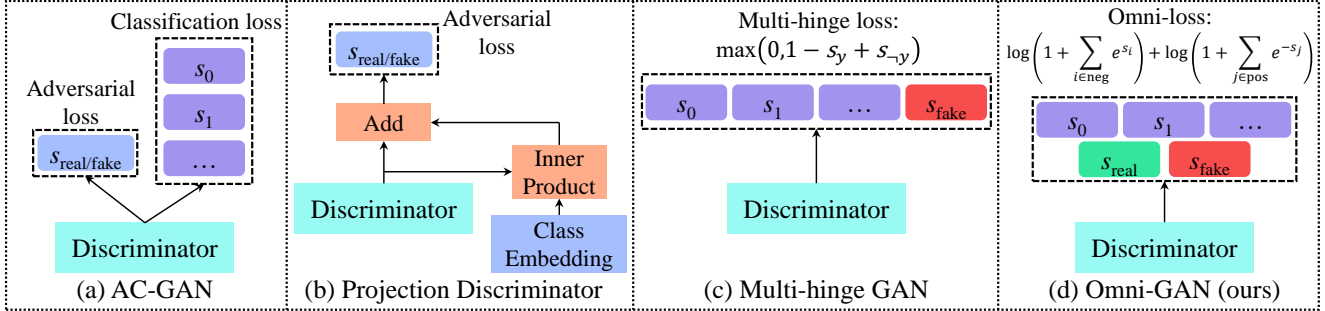 Classification loss
s_0
s_1
…
Adversarial
loss
s_real/fake
Discriminator
(a) AC-GAN
Adversarial
loss
s_real/fake
Add
Inner
Product
Discriminator
Class
Embedding
(b) Projection Discriminator
Multi-hinge loss:
max(0,1 − s_y + s_¬y)
s_0 s_1 … s_fake
Discriminator
(c) Multi-hinge GAN
Omni-loss:
log(1 + ∑_{i∈neg} e^{s_i}) + log(1 + ∑_{j∈pos} e^{−s_j})
s_0 s_1 …
s_real s_fake
Discriminator
(d) Omni-GAN (ours)